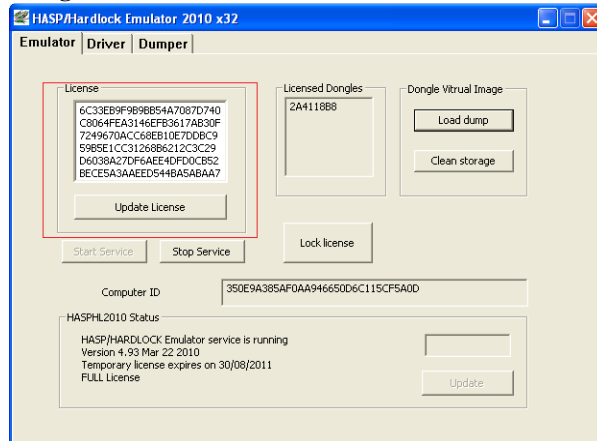 HASP/Hardlock Emulator 2010 x32
Emulator Driver Dumper
License
6C33EB9F9B9BB54A7087D740
C8064FEA3146EFB3617AB30F
7249670ACC68EB10E7DDBC9
59B5E1CC31268B6212C3C29
D6038A27DF6AEE4DFD0CB52
BECE5A3AAEED544BA5ABAA7
Update License
Licensed Dongles
2A4118B8
Dongle Vitrual Image
Load dump
Clean storage
Start Service
Stop Service
Lock license
Computer ID
350E9A385AF0AA946650D6C115CF5A0D
HASPHL2010 Status
HASP/HARDLOCK Emulator service is running
Version 4.93 Mar 22 2010
Temporary license expires on 30/08/2011
FULL License
Update